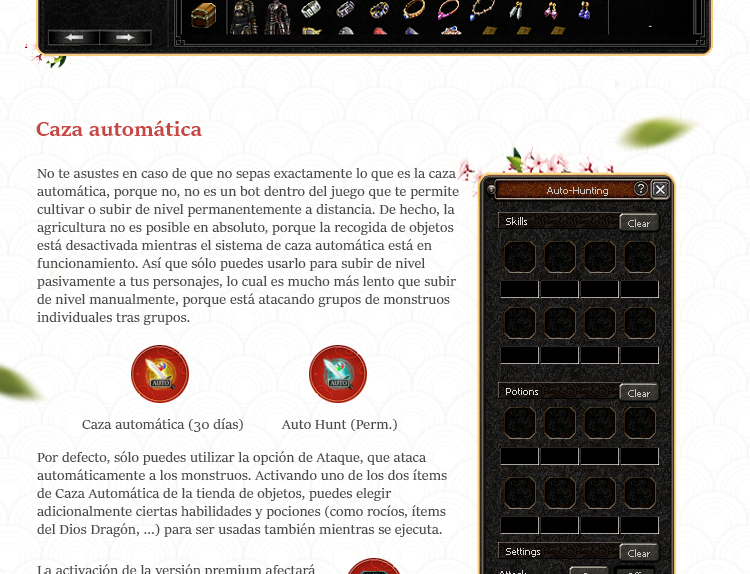 Caza automática
No te asustes en caso de que no sepas exactamente lo que es la caza
automática, porque no, no es un bot dentro del juego que te permite
cultivar o subir de nivel permanentemente a distancia. De hecho, la
agricultura no es posible en absoluto, porque la recogida de objetos
está desactivada mientras el sistema de caza automática está en
funcionamiento. Así que sólo puedes usarlo para subir de nivel
pasivamente a tus personajes, lo cual es mucho más lento que subir
de nivel manualmente, porque está atacando grupos de monstruos
individuales tras grupos.
AUTO
AUTO
Caza automática (30 días)
Auto Hunt (Perm.)
Por defecto, sólo puedes utilizar la opción de Ataque, que ataca
automáticamente a los monstruos. Activando uno de los dos ítems
de Caza Automática de la tienda de objetos, puedes elegir
adicionalmente ciertas habilidades y pociones (como rocíos, ítems
del Dios Dragón, ...) para ser usadas también mientras se ejecuta.
La activación de la versión premium afectará
Auto-Hunting
?
Skills
Clear
Potions
Clear
Settings
Clear
Attack